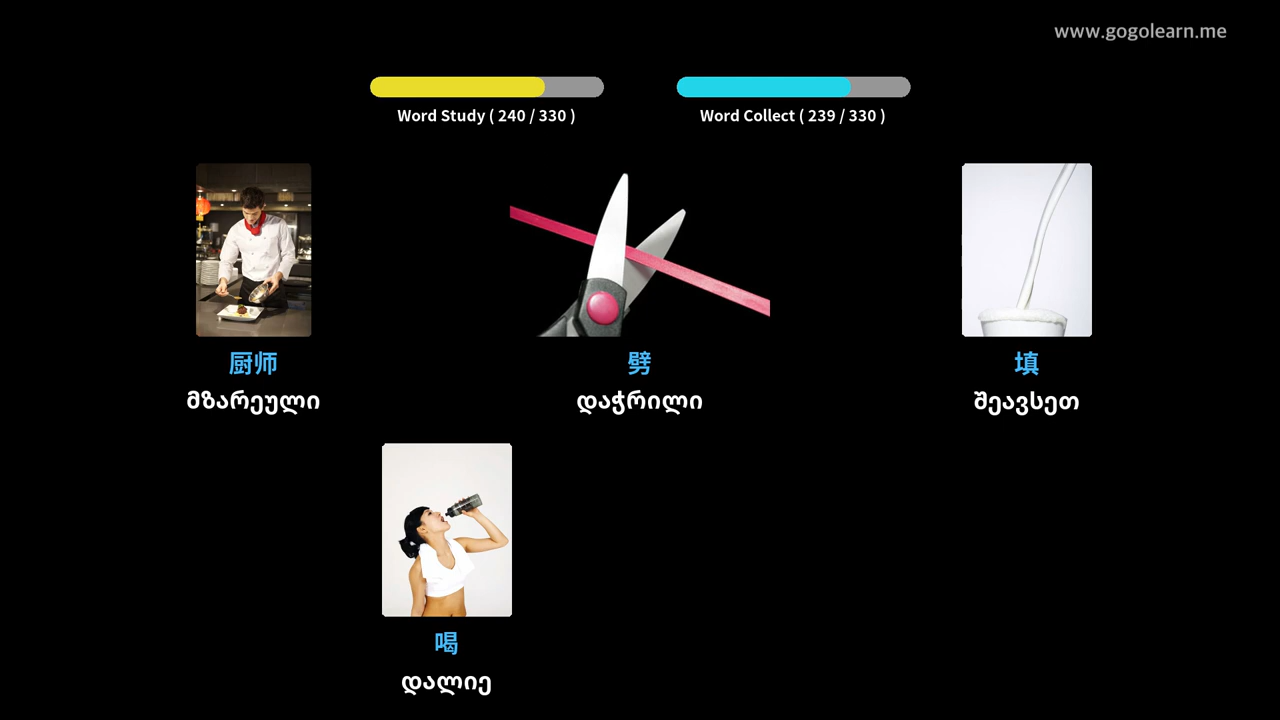 www.gogolearn.me
Word Study ( 240 / 330 )
Word Collect ( 239 / 330 )
厨师
მზარეული
劈
დაჭრილი
填
შეავსეთ
喝
დალიე